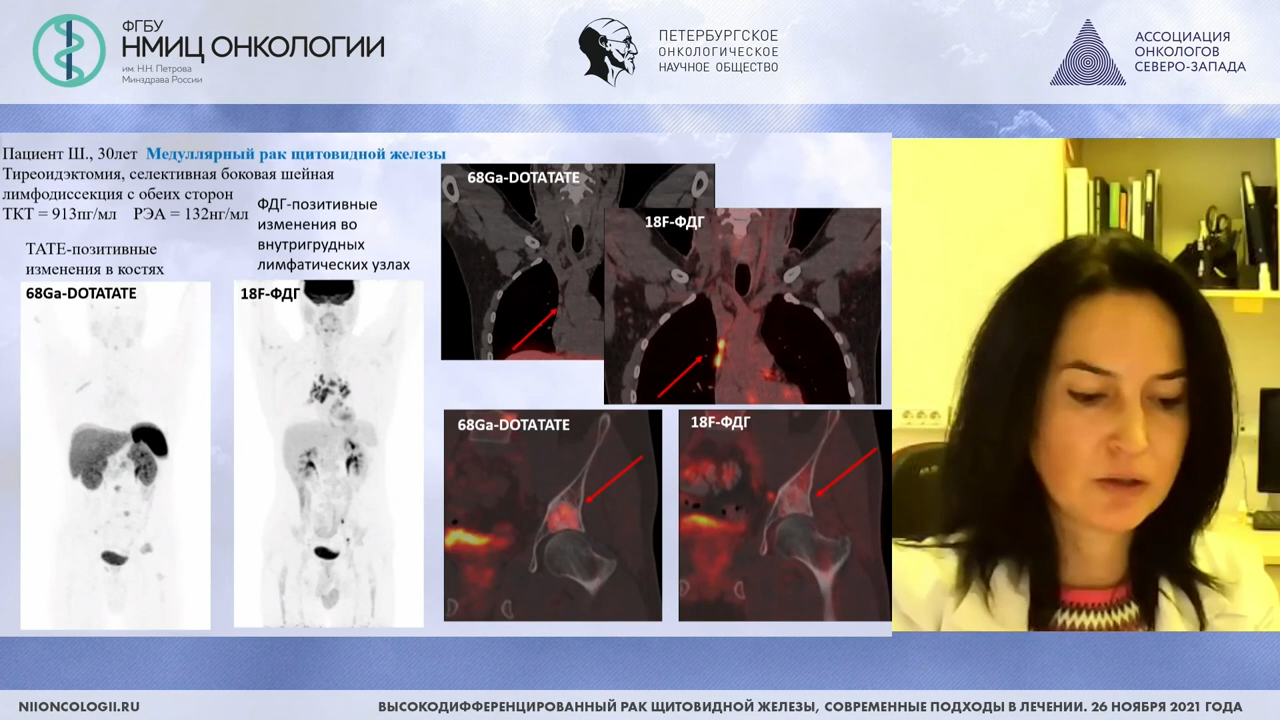 ФГБУ
НМИЦ ОНКОЛОГИИ
им. Н.Н. Петрова
Минздрава России
ПЕТЕРБУРГСКОЕ
ОНКОЛОГИЧЕСКОЕ
НАУЧНОЕ ОБЩЕСТВО
АССОЦИАЦИЯ
ОНКОЛОГОВ
СЕВЕРО-ЗАПАДА
Пациент Ш., 30лет Медуллярный рак щитовидной железы
Тиреоидэктомия, селективная боковая шейная
лимфодиссекция с обеих сторон
ТКТ = 913пг/мл РЭА = 132нг/мл
ФДГ-позитивные
изменения во
внутригрудных
лимфатических узлах
ТАТЕ-позитивные
изменения в костях
68Ga-DOTATATE
18F-ФДГ
68Ga-DOTATATE
18F-ФДГ
68Ga-DOTATATE
18F-ФДГ
NIIONCOLOGII.RU
ВЫСОКОДИФФЕРЕНЦИРОВАННЫЙ РАК ЩИТОВИДНОЙ ЖЕЛЕЗЫ, СОВРЕМЕННЫЕ ПОДХОДЫ В ЛЕЧЕНИИ. 26 НОЯБРЯ 2021 ГОДА